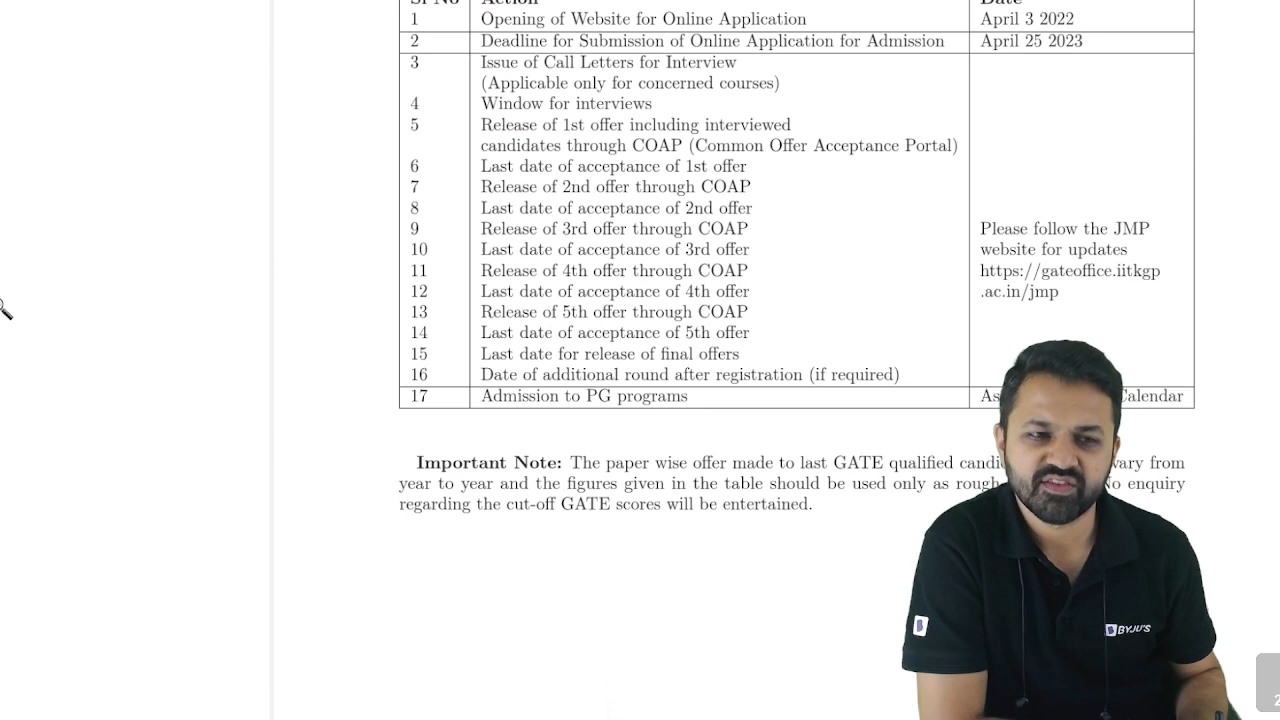 Sr No Action Date
1 Opening of Website for Online Application April 3 2022
2 Deadline for Submission of Online Application for Admission April 25 2023
3 Issue of Call Letters for Interview
(Applicable only for concerned courses)
4 Window for interviews
5 Release of 1st offer including interviewed
candidates through COAP (Common Offer Acceptance Portal)
6 Last date of acceptance of 1st offer
7 Release of 2nd offer through COAP
8 Last date of acceptance of 2nd offer
9 Release of 3rd offer through COAP Please follow the JMP
10 Last date of acceptance of 3rd offer website for updates
11 Release of 4th offer through COAP https://gateoffice.iitkgp
12 Last date of acceptance of 4th offer .ac.in/jmp
13 Release of 5th offer through COAP
14 Last date of acceptance of 5th offer
15 Last date for release of final offers
16 Date of additional round after registration (if required)
17 Admission to PG programs Calendar
Important Note: The paper wise offer made to last GATE qualified vary from
year to year and the figures given in the table should be used only as rough No enquiry
regarding the cut-off GATE scores will be entertained.
BYJU'S